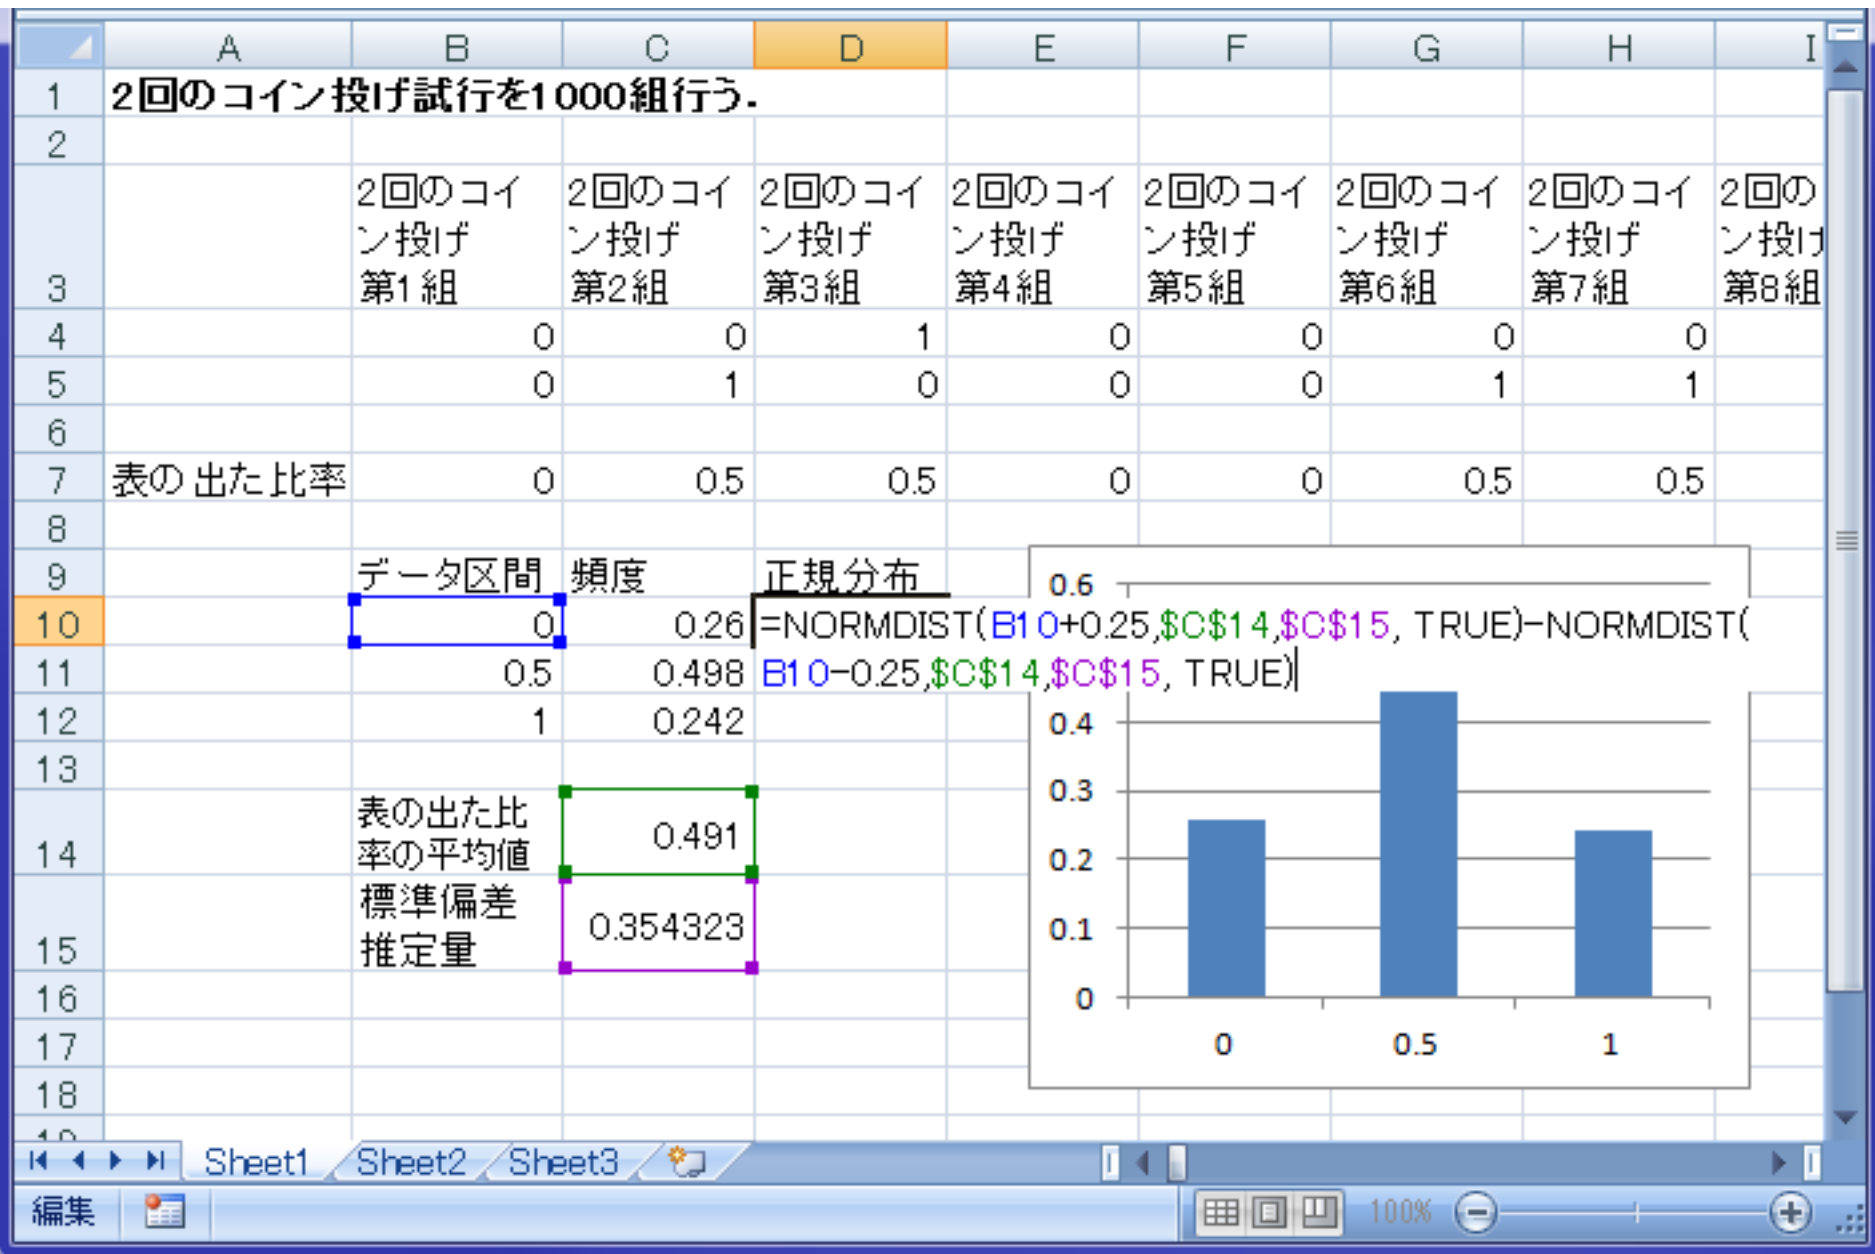 A B C D E F G H I
1 2回のコイン投げ試行を1000組行う.
2
2回のコイ 2回のコイ 2回のコイ 2回のコイ 2回のコイ 2回のコイ 2回のコイ 2回の
ン投げ ン投げ ン投げ ン投げ ン投げ ン投げ ン投げ ン投げ
3 第1組 第2組 第3組 第4組 第5組 第6組 第7組 第8組
4 0 0 1 0 0 0 0
5 0 1 0 0 0 1 1
6
7 表の出た比率 0 0.5 0.5 0 0 0.5 0.5
8
9 データ区間 頻度 正規分布
0.6
10 0 0.26 =NORMDIST(B10+0.25,$C$14,$C$15, TRUE)-NORMDIST(
11 0.5 0.498 B10-0.25,$C$14,$C$15, TRUE)
12 1 0.242
0.4
13
0.3
表の出た比
14 率の平均値 0.491
0.2
標準偏差
15 推定量 0.354323
0.1
16
0
17
0 0.5 1
18
Sheet1 Sheet2 Sheet3
編集 100%